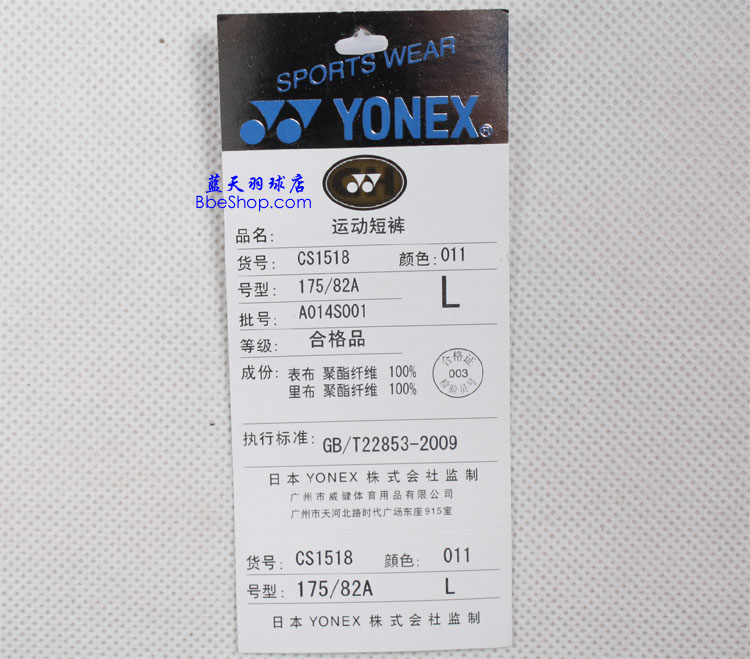 SPORTS WEAR
YONEX®
蓝天羽球店
BbeShop.com
品名: 运动短裤
货号: CS1518 颜色: 011
号型: 175/82A L
批号: A014S001
等级: 合格品
成份: 表布 聚酯纤维 100%
里布 聚酯纤维 100%
合格证
003
检验员号
执行标准: GB/T22853-2009
日本 YONEX 株式会社监制
广州市威健体育用品有限公司
广州市天河北路时代广场东座915室
货号: CS1518 顔色: 011
号型: 175/82A L
日本 YONEX 株式会社监制